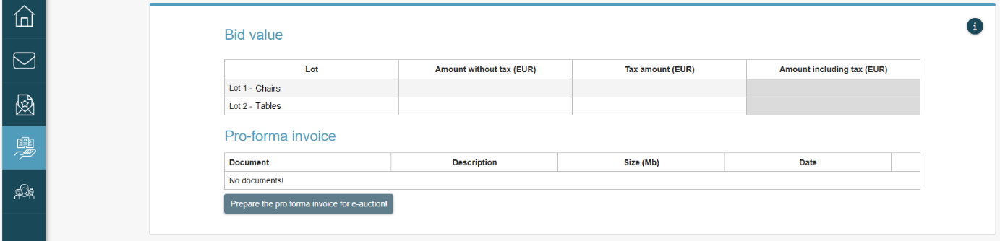 i
Bid value
Lot Amount without tax (EUR) Tax amount (EUR) Amount including tax (EUR)
Lot 1 - Chairs
Lot 2 - Tables
Pro-forma invoice
Document Description Size (Mb) Date
No documents!
Prepare the pro forma invoice for e-auction!